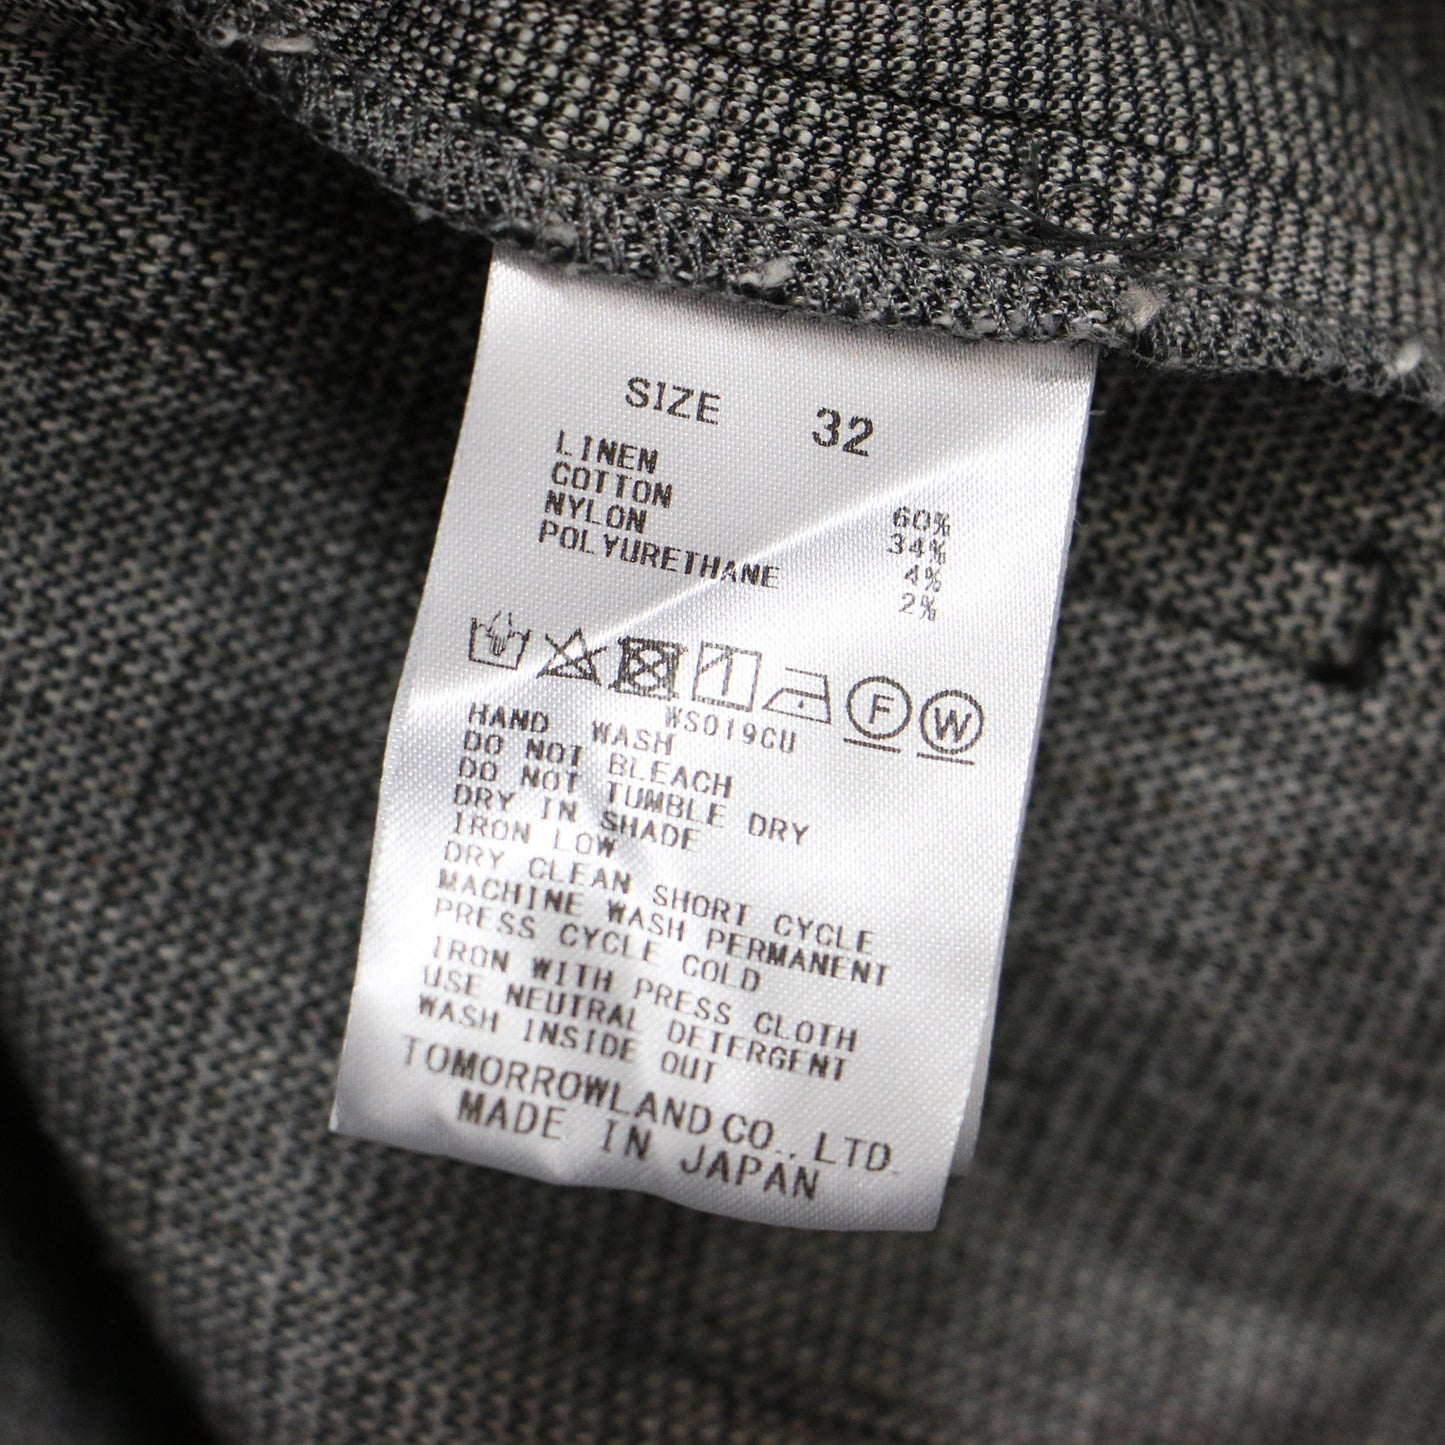 SIZE 32
LINEN 60%
COTTON 34%
NYLON 4%
POLYURETHANE 2%
F W
WS019CU
HAND WASH
DO NOT BLEACH
DO NOT TUMBLE DRY
DRY IN SHADE
IRON LOW
DRY CLEAN SHORT CYCLE
MACHINE WASH PERMANENT
PRESS CYCLE COLD
IRON WITH PRESS CLOTH
USE NEUTRAL DETERGENT
WASH INSIDE OUT
TOMORROWLAND CO., LTD.
MADE IN JAPAN